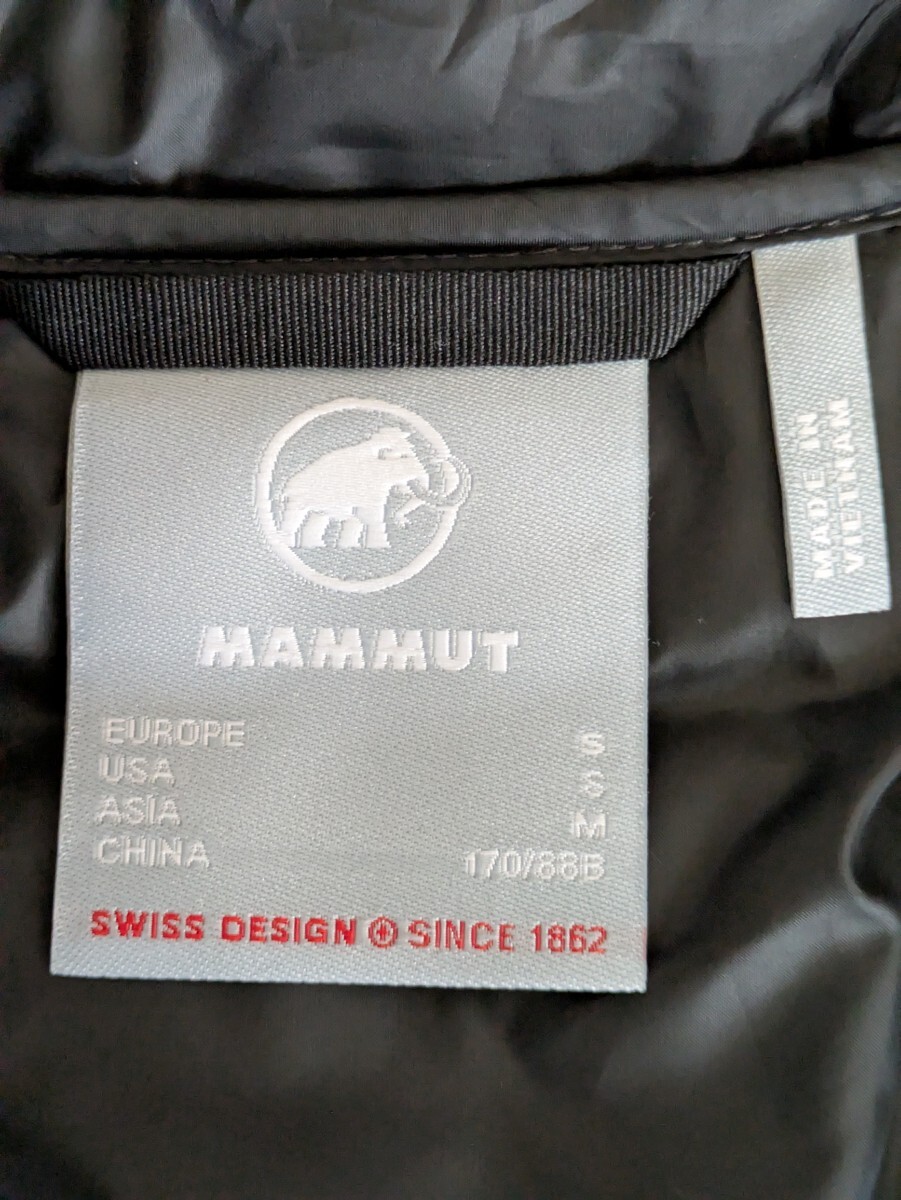 MAMMUT
EUROPE S
USA S
ASIA M
CHINA 170/88B
SWISS DESIGN SINCE 1862
MADE IN
VIETNAM